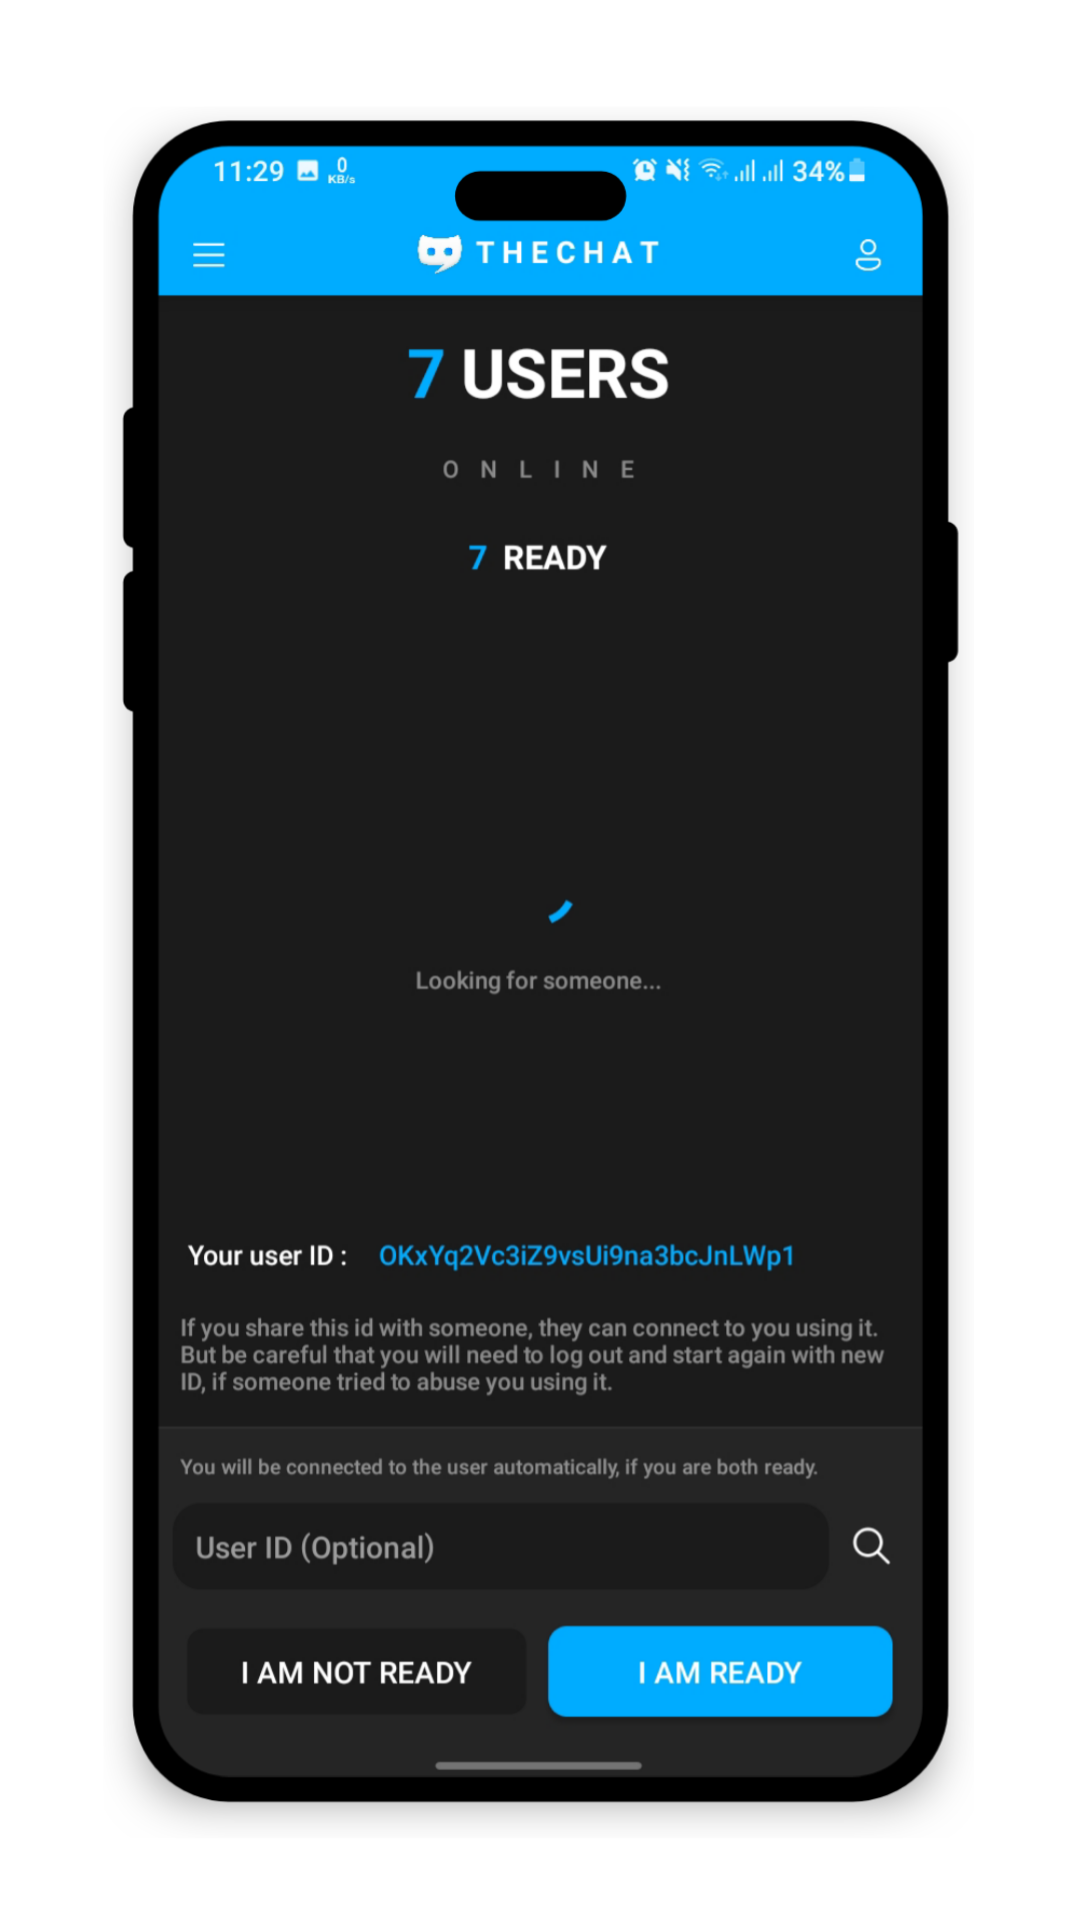 11:29 0 KB/s 34%
THECHAT
7 USERS
ONLINE
7 READY
Looking for someone...
Your user ID : OKxYq2Vc3iZ9vsUi9na3bcJnLWp1
If you share this id with someone, they can connect to you using it.
But be careful that you will need to log out and start again with new
ID, if someone tried to abuse you using it.
You will be connected to the user automatically, if you are both ready.
User ID (Optional)
I AM NOT READY
I AM READY